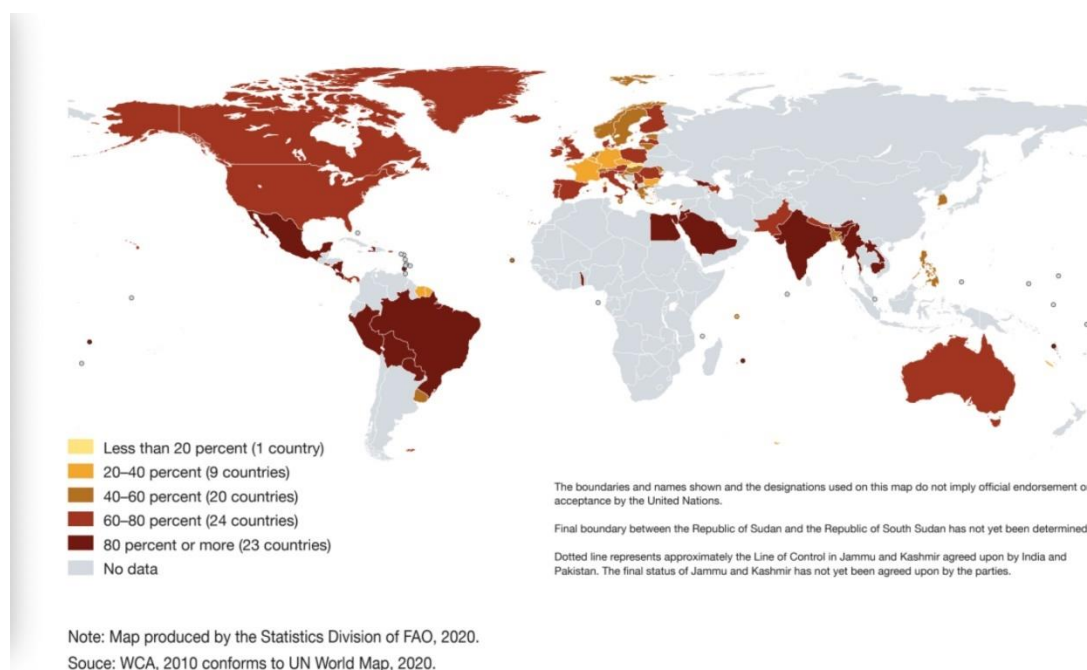 Less than 20 percent (1 country)
20–40 percent (9 countries)
40–60 percent (20 countries)
60–80 percent (24 countries)
80 percent or more (23 countries)
No data
The boundaries and names shown and the designations used on this map do not imply official endorsement o
acceptance by the United Nations.
Final boundary between the Republic of Sudan and the Republic of South Sudan has not yet been determined
Dotted line represents approximately the Line of Control in Jammu and Kashmir agreed upon by India and
Pakistan. The final status of Jammu and Kashmir has not yet been agreed upon by the parties.
Note: Map produced by the Statistics Division of FAO, 2020.
Souce: WCA, 2010 conforms to UN World Map, 2020.